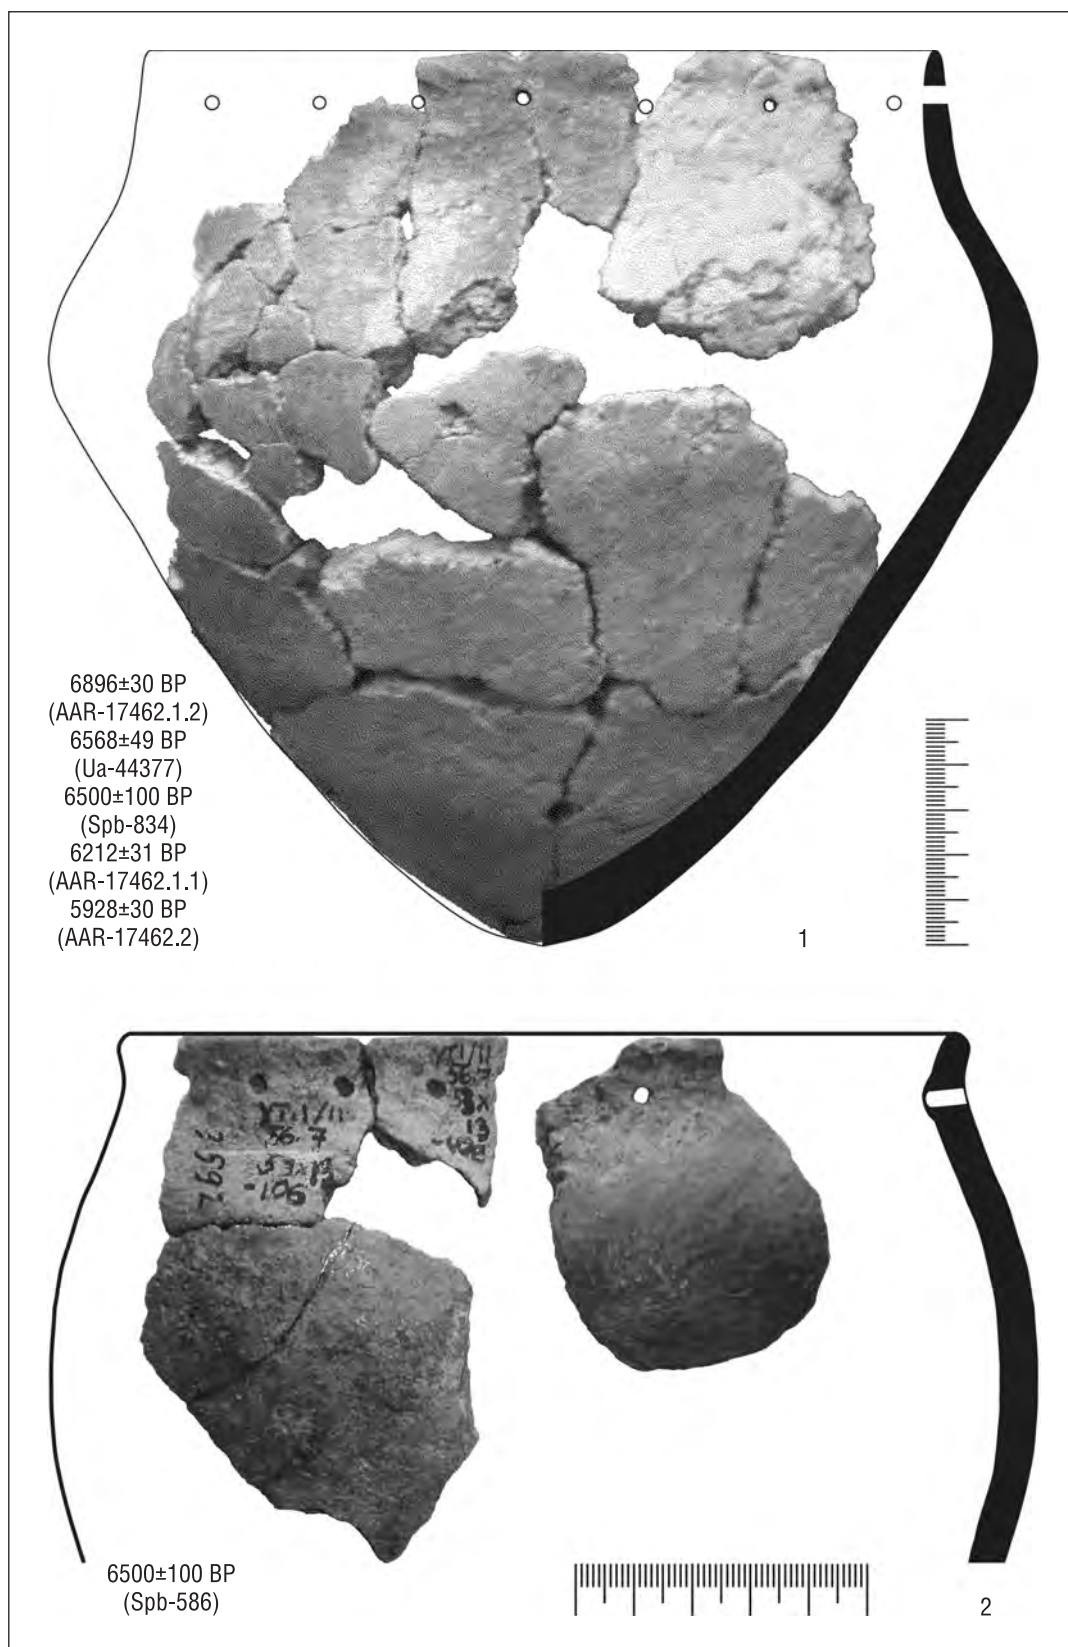 6896±30 BP
(AAR-17462.1.2)
6568±49 BP
(Ua-44377)
6500±100 BP
(Spb-834)
6212±31 BP
(AAR-17462.1.1)
5928±30 BP
(AAR-17462.2)
1
6500±100 BP
(Spb-586)
2